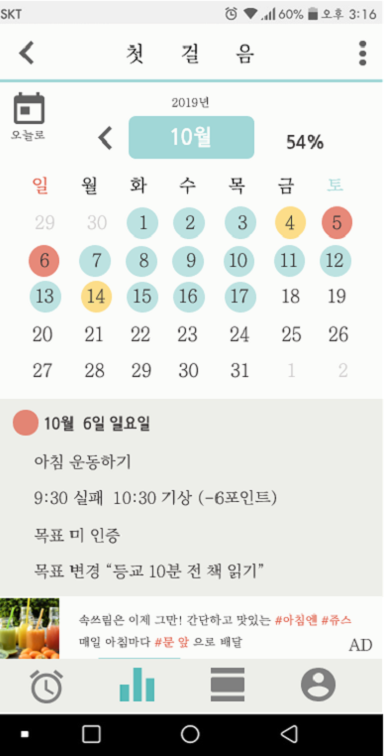 SKT 60% 오후 3:16
첫 걸 음
2019년
오늘로 10월 54%
일 월 화 수 목 금 토
29 30 1 2 3 4 5
6 7 8 9 10 11 12
13 14 15 16 17 18 19
20 21 22 23 24 25 26
27 28 29 30 31 1 2
10월 6일 일요일
아침 운동하기
9:30 실패 10:30 기상 (-6포인트)
목표 미 인증
목표 변경 “등교 10분 전 책 읽기”
속쓰림은 이제 그만! 간단하고 맛있는 #아침엔 #쥬스
매일 아침마다 #문 앞 으로 배달
AD